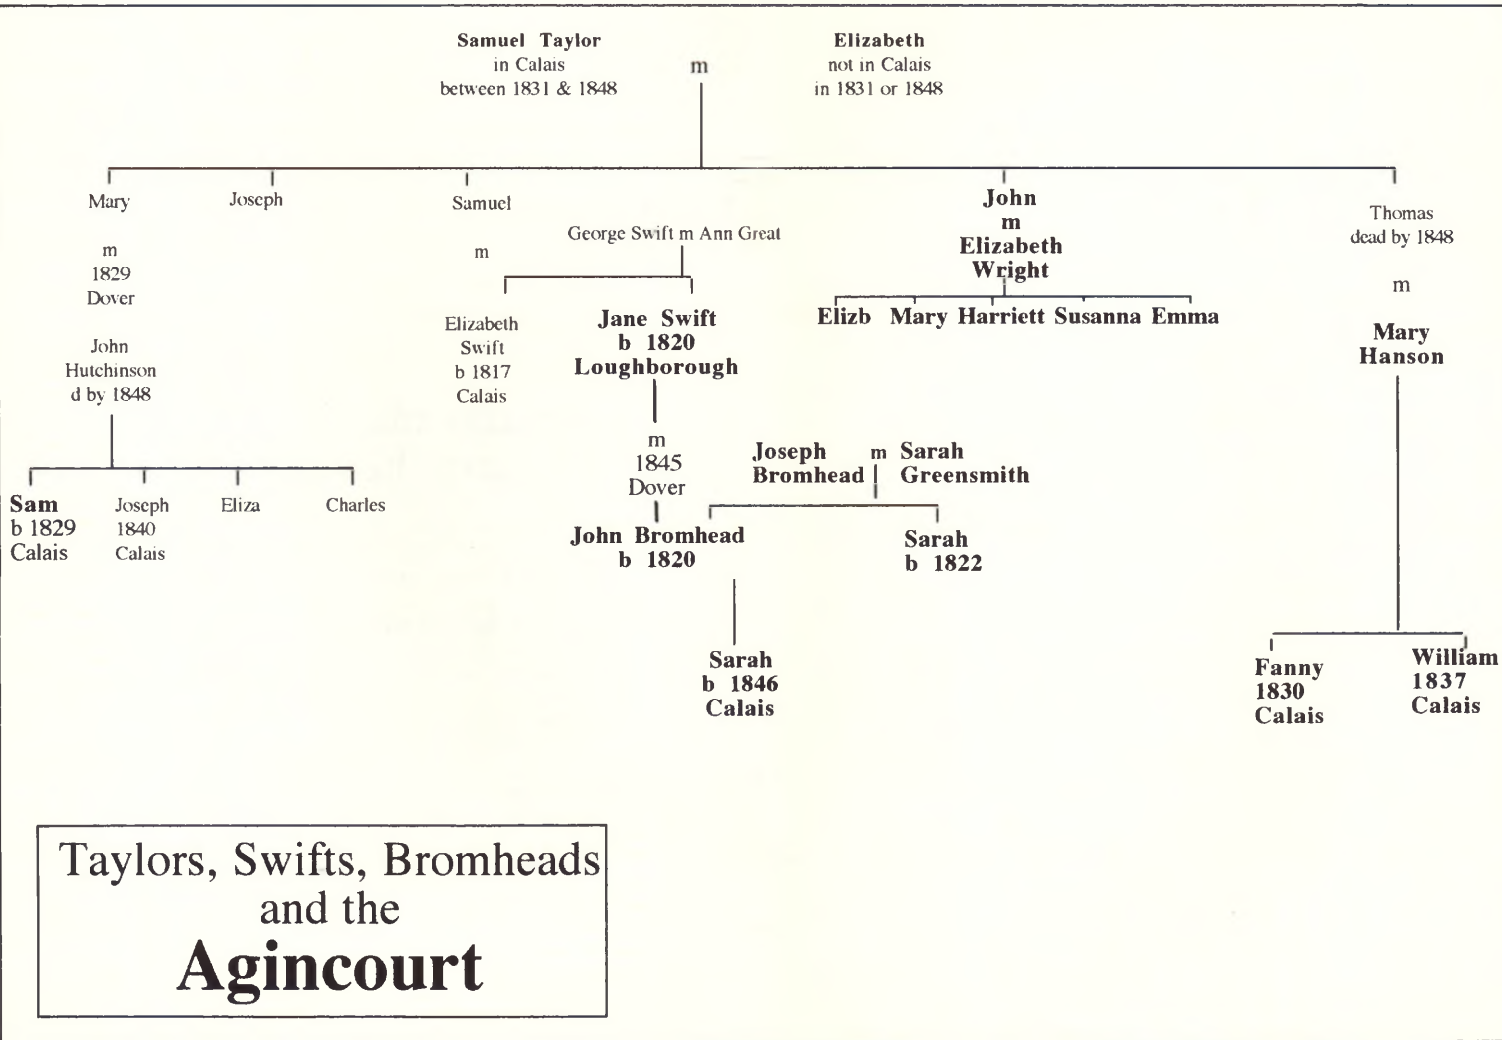 Samuel Taylor
in Calais
between 1831 & 1848
m
Elizabeth
not in Calais
in 1831 or 1848
Mary
m
1829
Dover
John
Hutchinson
d by 1848
Joseph
Samuel
m
Elizabeth
Swift
b 1817
Calais
George Swift m Ann Great
Jane Swift
b 1820
Loughborough
m
1845
Dover
John Bromhead
b 1820
Joseph
Bromhead
m
Sarah
Greensmith
Sarah
b 1822
Sarah
b 1846
Calais
John
m
Elizabeth
Wright
Elizb Mary Harriett Susanna Emma
Thomas
dead by 1848
m
Mary
Hanson
Fanny
1830
Calais
William
1837
Calais
Sam
b 1829
Calais
Joseph
1840
Calais
Eliza
Charles
Taylors, Swifts, Bromheads
and the
Agincourt